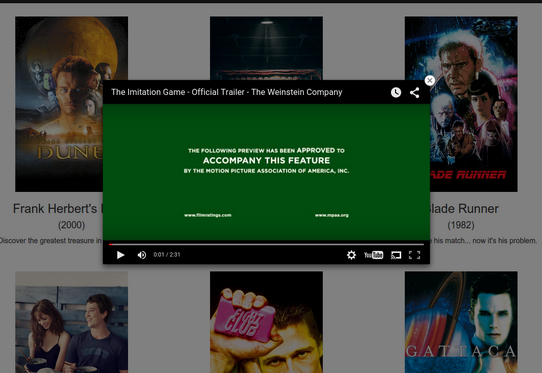 DUNE
The Imitation Game - Official Trailer - The Weinstein Company
THE FOLLOWING PREVIEW HAS BEEN APPROVED TO
ACCOMPANY THIS FEATURE
BY THE MOTION PICTURE ASSOCIATION OF AMERICA, INC.
www.filmratings.com
www.mpaa.org
0:01 / 2:31
YouTube
BLADE RUNNER
Frank Herbert's
(2000)
Discover the greatest treasure in
Blade Runner
(1982)
his match... now it's his problem.
FIGHT
CLUB
GATTACA